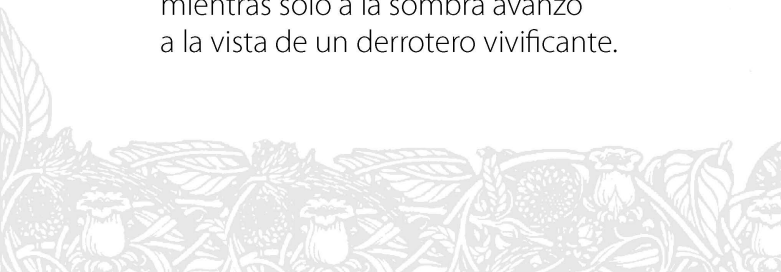 mientras solo a la sombra avanzo
a la vista de un derrotero vivificante.